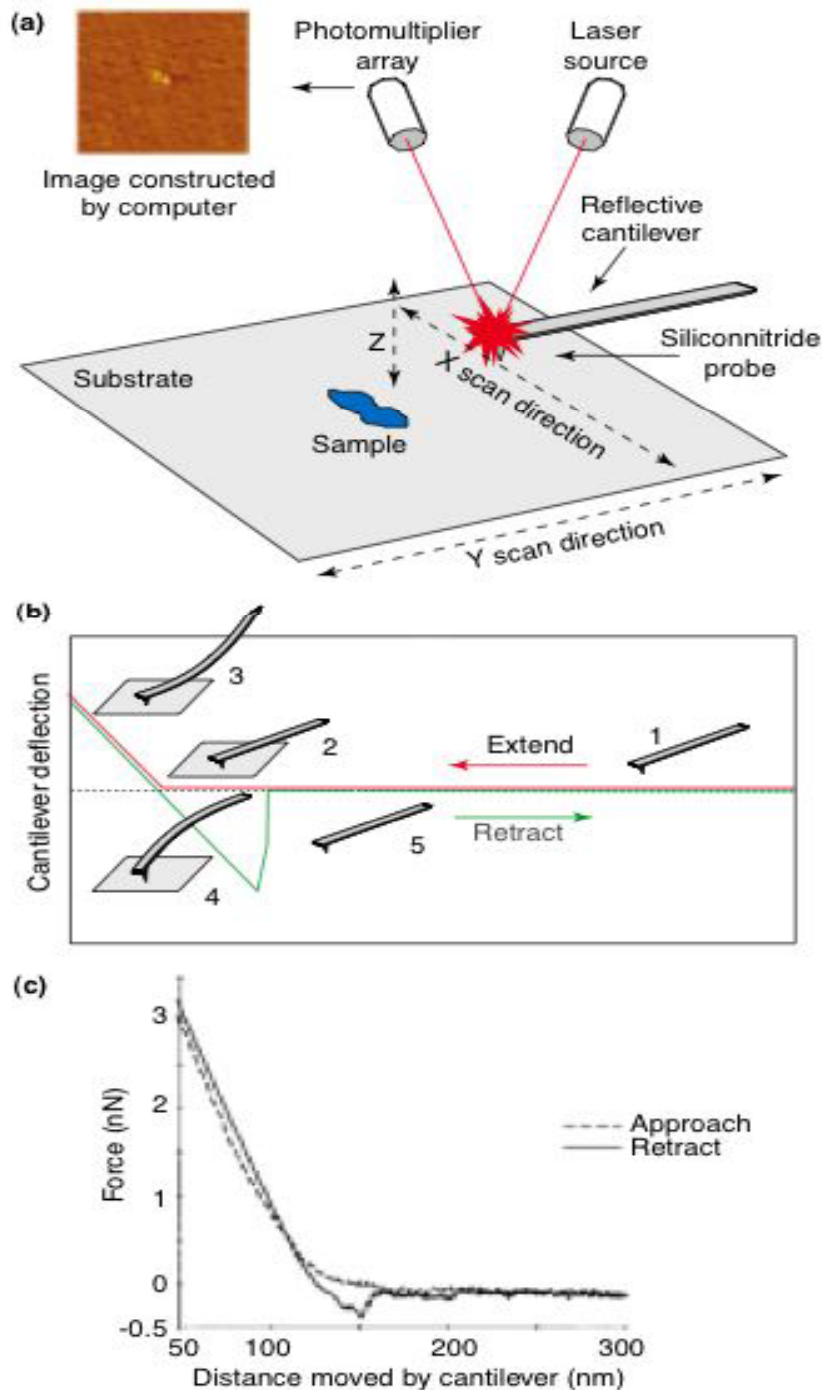 (a)
Photomultiplier
array
Laser
source
Image constructed
by computer
Reflective
cantilever
Z
X scan direction
Siliconnitride
probe
Substrate
Sample
Y scan direction
(b)
Cantilever deflection
3
2
1
Extend
5
Retract
4
(c)
Force (nN)
3
2
1
0
-0.5
Approach
Retract
50
100
200
300
Distance moved by cantilever (nm)